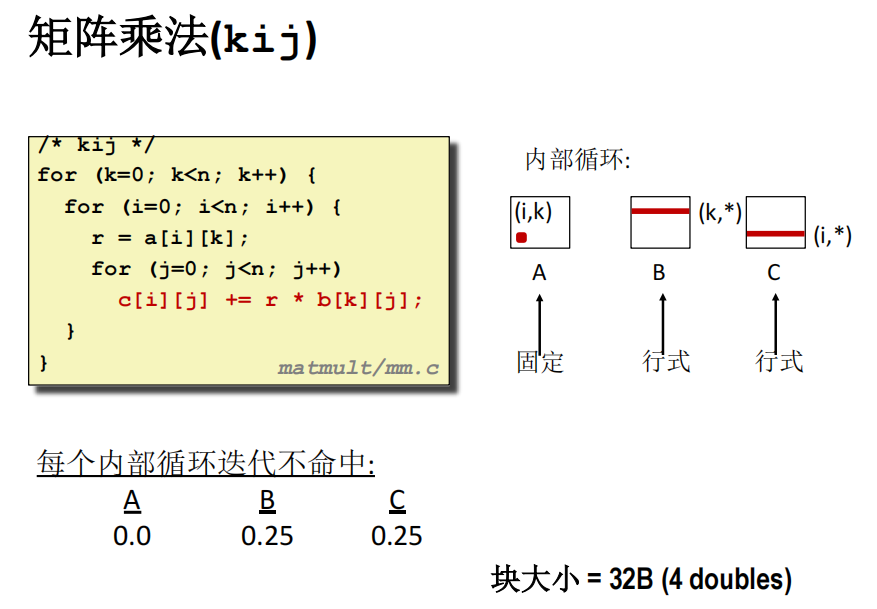 矩阵乘法(kij)
/* kij */
for (k=0; k<n; k++) {
  for (i=0; i<n; i++) {
    r = a[i][k];
    for (j=0; j<n; j++)
      c[i][j] += r * b[k][j];
  }
}
matmult/mm.c
内部循环:
(i,k)
(k,*)
(i,*)
A B C
固定 行式 行式
每个内部循环迭代不命中:
A B C
0.0 0.25 0.25
块大小 = 32B (4 doubles)